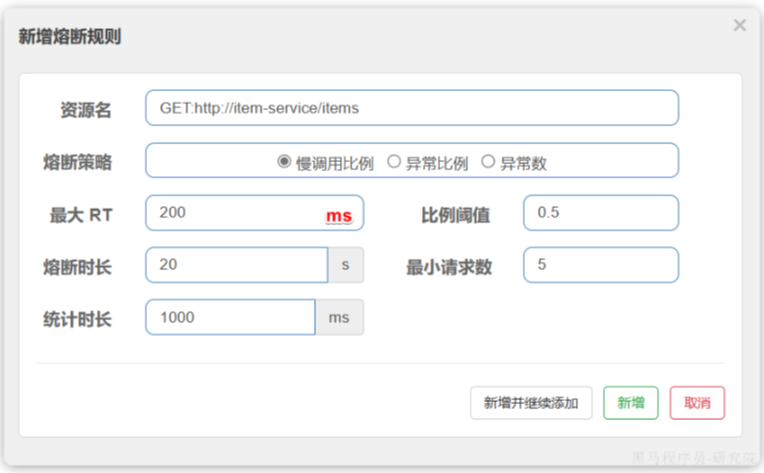 新增熔断规则 ×
资源名 GET:http://item-service/items
熔断策略 慢调用比例 异常比例 异常数
最大 RT 200 ms 比例阈值 0.5
熔断时长 20 s 最小请求数 5
统计时长 1000 ms
新增并继续添加 新增 取消
黑马程序员-研究院